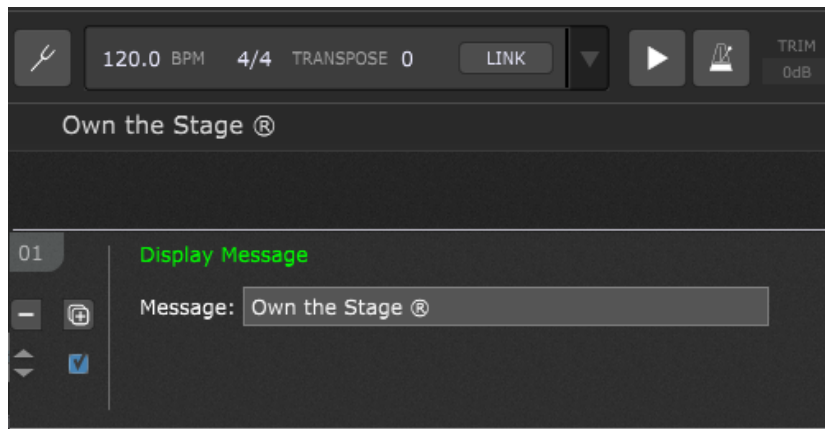 120.0 BPM 4/4 TRANSPOSE 0 LINK TRIM
0dB
Own the Stage ®
01 Display Message
Message: Own the Stage ®